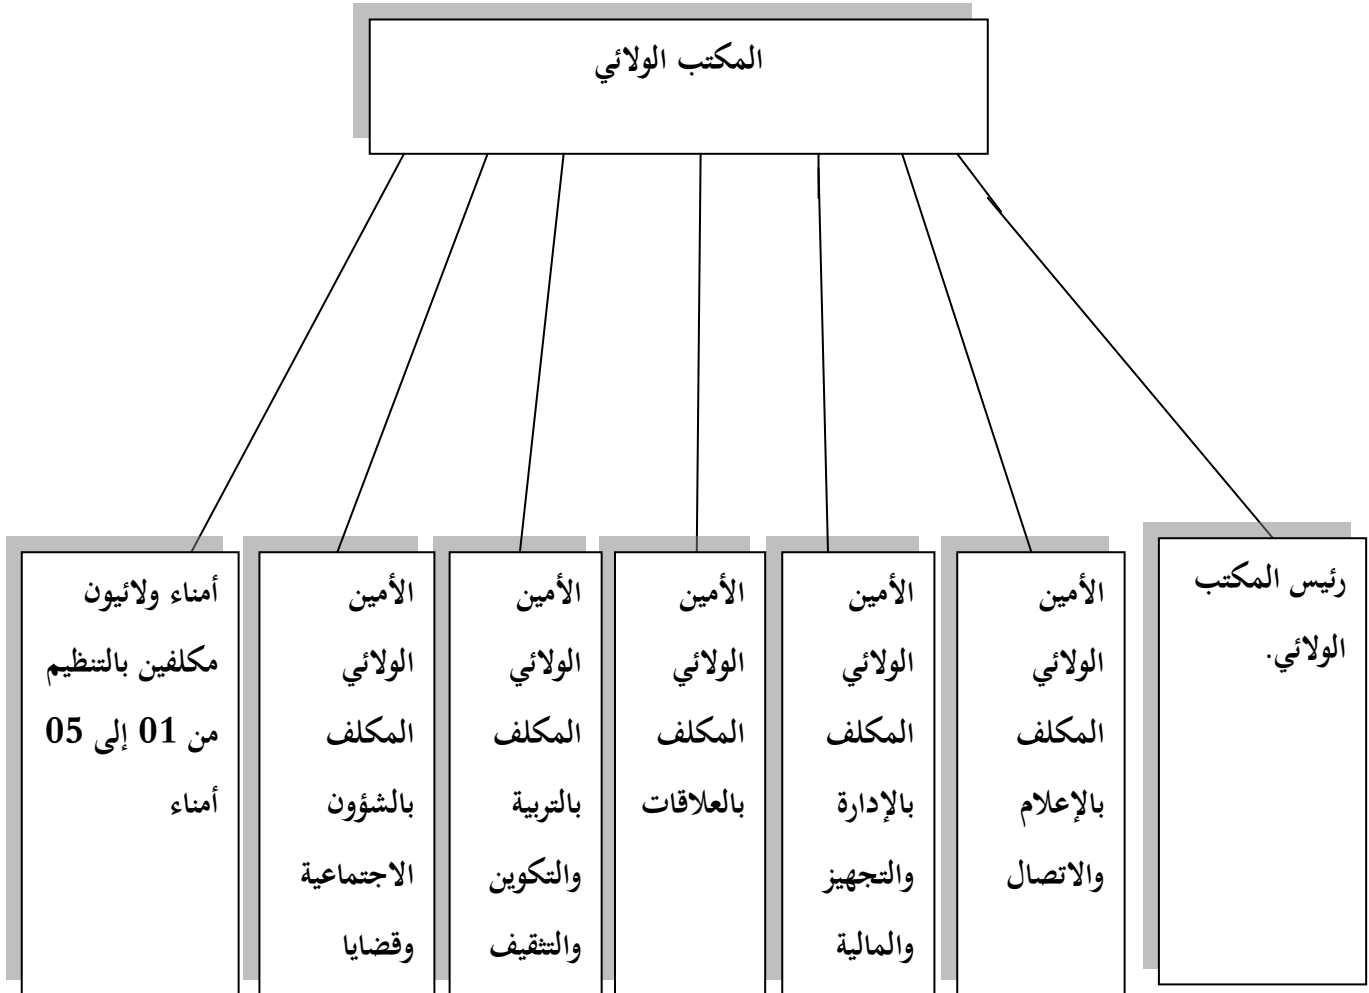 المكتب الولائي
رئيس المكتب
الولائي.
الأمين
الولائي
المكلف
بالإعلام
والاتصال
الأمين
الولائي
المكلف
بالإدارة
والتجهيز
والمالية
الأمين
الولائي
المكلف
بالعلاقات
الأمين
الولائي
المكلف
بالتربية
والتكوين
والتثقيف
الأمين
الولائي
المكلف
بالشؤون
الاجتماعية
وقضايا
أمناء ولائيون
مكلفين بالتنظيم
من 01 إلى 05
أمناء